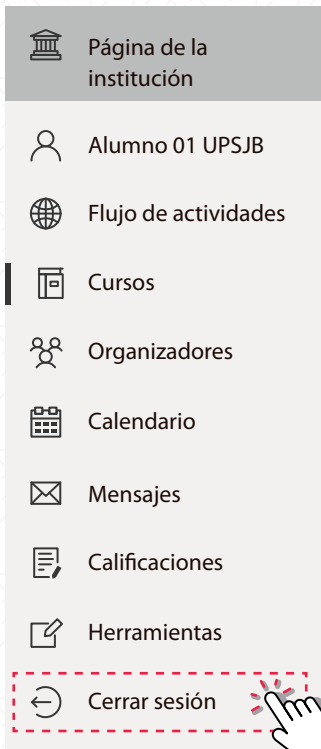 Página de la
institución
Alumno 01 UPSJB
Flujo de actividades
Cursos
Organizadores
Calendario
Mensajes
Calificaciones
Herramientas
Cerrar sesión